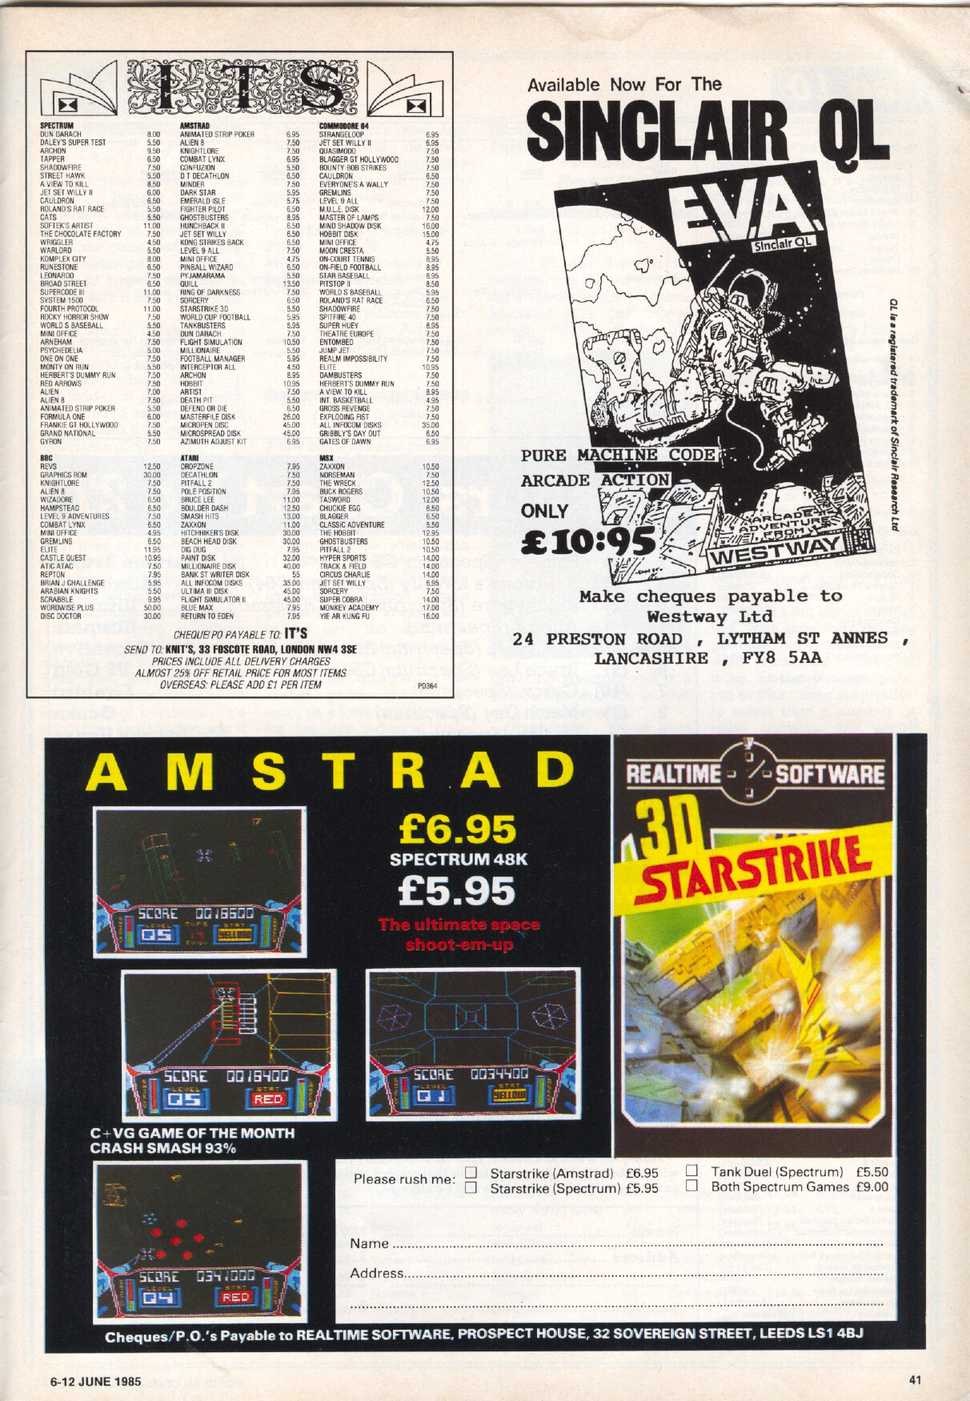 ITS
SPECTRUM
DUN DARACH 8.00
DALEY'S SUPER TEST 5.50
ARCHON 9.50
TAPPER 6.50
SHADOWFIRE 7.50
STREET HAWK 5.50
A VIEW TO KILL 8.50
JET SET WILLY II 6.00
CAULDRON 6.50
ROLAND'S RAT RACE 5.50
CATS 5.50
SOFTEK'S ARTIST 11.00
THE CHOCOLATE FACTORY 7.50
WRIGGLER 4.50
WARLORD 5.50
KOMPLEX CITY 8.00
RUNESTONE 6.50
LEONARDO 7.50
BROAD STREET 6.50
SUPERCODE III 11.00
SYSTEM 1500 7.50
FOURTH PROTOCOL 11.00
ROCKY HORROR SHOW 7.50
WORLD S BASEBALL 5.50
MINI OFFICE 4.50
ARNEHAM 7.50
PSYCHEDELIA 5.00
ONE ON ONE 7.50
MONTY ON RUN 5.50
HERBERT'S DUMMY RUN 7.50
RED ARROWS 7.50
ALIEN 7.00
ALIEN 8 7.50
ANIMATED STRIP POKER 5.50
FORMULA ONE 6.00
FRANKIE GT HOLLYWOOD 7.50
GRAND NATIONAL 5.50
GYRON 7.50
AMSTRAD
ANIMATED STRIP POKER 6.95
ALIEN 8 7.50
KNIGHTLORE 7.50
COMBAT LYNX 6.95
CONFUZION 5.50
D T DECATHLON 6.50
MINDER 7.50
DARK STAR 5.95
EMERALD ISLE 5.75
FIGHTER PILOT 6.50
GHOSTBUSTERS 8.95
HUNCHBACK II 6.50
JET SET WILLY 6.50
KONG STRIKES BACK 6.50
LEVEL 9 ALL 7.50
MINI OFFICE 4.75
PINBALL WIZARD 6.50
PYJAMARAMA 5.50
QUILL 13.50
RING OF DARKNESS 7.50
SORCERY 6.50
STARSTRIKE 3D 5.50
WORLD CUP FOOTBALL 5.95
TANKBUSTERS 5.95
DUN DARACH 7.50
FLIGHT SIMULATION 10.50
MILLIONAIRE 5.50
FOOTBALL MANAGER 5.95
INTERCEPTOR ALL 4.50
ARCHON 8.95
HOBBIT 10.95
ARTIST 7.50
DEATH PIT 5.50
DEFEND OR DIE 6.50
MASTERFILE DISK 26.00
MICROPEN DISC 45.00
MICROSPREAD DISK 45.00
AZIMUTH ADJUST KIT 6.95
COMMODORE 64
STRANGELOOP 6.95
JET SET WILLY II 6.95
QUASIMODO 7.50
BLAGGER GT HOLLYWOOD 7.50
BOUNTY BOB STRIKES 7.50
CAULDRON 6.50
EVERYONE'S A WALLY 7.50
GREMLINS 7.50
LEVEL 9 ALL 7.50
M.U.L.E. DISK 12.00
MASTER OF LAMPS 7.50
MIND SHADOW DISK 16.00
HOBBIT DISK 15.00
MINI OFFICE 4.75
MOON CRESTA 5.50
ON-COURT TENNIS 8.95
ON-FIELD FOOTBALL 8.95
STAR BASEBALL 6.95
PITSTOP II 8.50
WORLD S BASEBALL 5.95
ROLAND'S RAT RACE 6.50
SHADOWFIRE 7.50
SPITFIRE 40 7.50
SUPER HUEY 8.95
THEATRE EUROPE 7.50
ENTOMBED 7.50
JUMP JET 7.50
REALM IMPOSSIBILITY 7.50
ELITE 10.95
DAMBUSTERS 7.50
HERBERT'S DUMMY RUN 7.50
A VIEW TO KILL 8.95
INT. BASKETBALL 4.95
GROSS REVENGE 7.50
EXPLODING FIST 7.50
ALL INFOCOM DISKS 35.00
GRIBBLY'S DAY OUT 6.50
GATES OF DAWN 6.95
BBC
REVS 12.50
GRAPHICS ROM 30.00
KNIGHTLORE 7.50
ALIEN 8 7.50
WIZADORE 6.50
HAMPSTEAD 6.50
LEVEL 9 ADVENTURES 7.50
COMBAT LYNX 6.50
MINI OFFICE 4.95
GREMLINS 6.50
ELITE 11.95
CASTLE QUEST 10.95
ATIC ATAC 7.50
REPTON 7.95
BRIAN J CHALLENGE 5.95
ARABIAN KNIGHTS 5.50
SCRABBLE 9.95
WORDWISE PLUS 50.00
DISC DOCTOR 30.00
ATARI
DROPZONE 7.95
DECATHLON 7.50
PITFALL 2 7.50
POLE POSITION 7.95
BRUCE LEE 11.00
BOULDER DASH 12.50
SMASH HITS 13.00
ZAXXON 11.00
HITCHHIKER'S DISK 30.00
BEACH HEAD DISK 30.00
DIG DUG 7.95
PAINT DISK 32.00
MILLIONAIRE DISK 40.00
BANK ST WRITER DISK 55
ALL INFOCOM DISKS 35.00
ULTIMA III DISK 45.00
FLIGHT SIMULATOR II 45.00
BLUE MAX 7.95
RETURN TO EDEN 7.95
MSX
ZAXXON 10.50
NORSEMAN 7.50
THE WRECK 12.50
BUCK ROGERS 10.50
TASWORD 12.00
CHUCKIE EGG 6.50
BLAGGER 6.50
CLASSIC ADVENTURE 5.50
THE HOBBIT 12.95
GHOSTBUSTERS 10.50
PITFALL 2 10.50
HYPER SPORTS 14.00
TRACK & FIELD 14.00
CIRCUS CHARLIE 14.00
JET SET WILLY 6.95
SORCERY 7.50
SUPER COBRA 14.00
MONKEY ACADEMY 17.00
YIE AR KUNG FU 16.00
CHEQUE/PO PAYABLE TO: IT'S
SEND TO: KNIT'S, 33 FOSCOTE ROAD, LONDON NW4 3SE
PRICES INCLUDE ALL DELIVERY CHARGES
ALMOST 25% OFF RETAIL PRICE FOR MOST ITEMS
OVERSEAS: PLEASE ADD £1 PER ITEM
PD364
Available Now For The
SINCLAIR QL
E.V.A.
Sinclair QL
QL is a registered trademark of Sinclair Research Ltd
PURE MACHINE CODE
ARCADE ACTION
ONLY
£10:95
ARCADE-
ADVENTURE
FROM
WESTWAY
Make cheques payable to
Westway Ltd
24 PRESTON ROAD , LYTHAM ST ANNES ,
LANCASHIRE , FY8 5AA
AMSTRAD
£6.95
SPECTRUM 48K
£5.95
The ultimate space
shoot-em-up
REALTIME SOFTWARE
3D
STARSTRIKE
SCORE 0018600
LEVEL
Q5
STAT
YELLOW
SCORE 0019400
LEVEL STAT
Q5 RED
SCORE 0034400
LEVEL STAT
Q1 YELLOW
C+VG GAME OF THE MONTH
CRASH SMASH 93%
SCORE 0341000
LEVEL STAT
Q4 RED
Please rush me:
Starstrike (Amstrad) £6.95
Starstrike (Spectrum) £5.95
Tank Duel (Spectrum) £5.50
Both Spectrum Games £9.00
Name
Address
Cheques/P.O.'s Payable to REALTIME SOFTWARE, PROSPECT HOUSE, 32 SOVEREIGN STREET, LEEDS LS1 4BJ
6-12 JUNE 1985
41